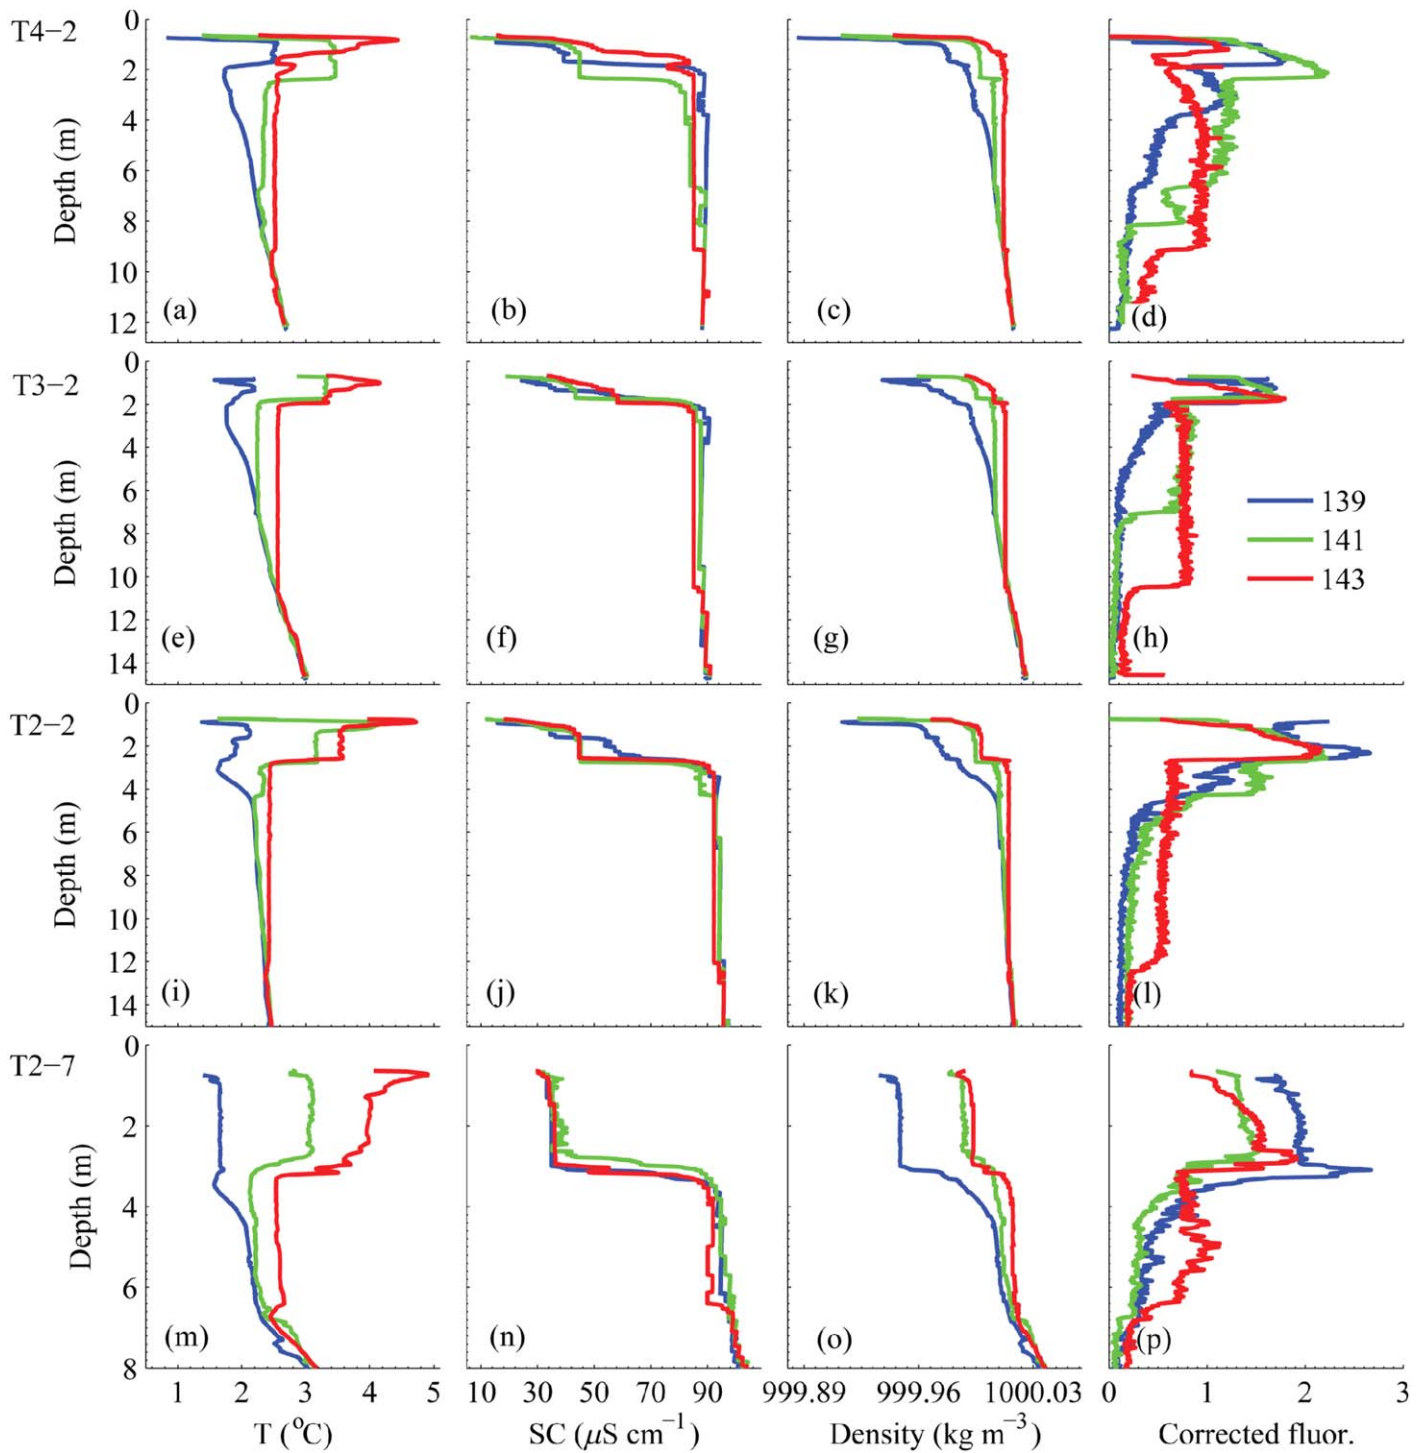 T4−2
0
2
4
6
8
10
12
Depth (m)
(a)
(b)
(c)
(d)
T3−2
0
2
4
6
8
10
12
14
Depth (m)
(e)
(f)
(g)
(h)
139
141
143
T2−2
0
2
4
6
8
10
12
14
Depth (m)
(i)
(j)
(k)
(l)
T2−7
0
2
4
6
8
Depth (m)
(m)
(n)
(o)
(p)
1 2 3 4 5 10 30 50 70 90 999.89 999.96 1000.03 0 1 2 3
T (°C) SC (μS cm⁻¹) Density (kg m⁻³) Corrected fluor.